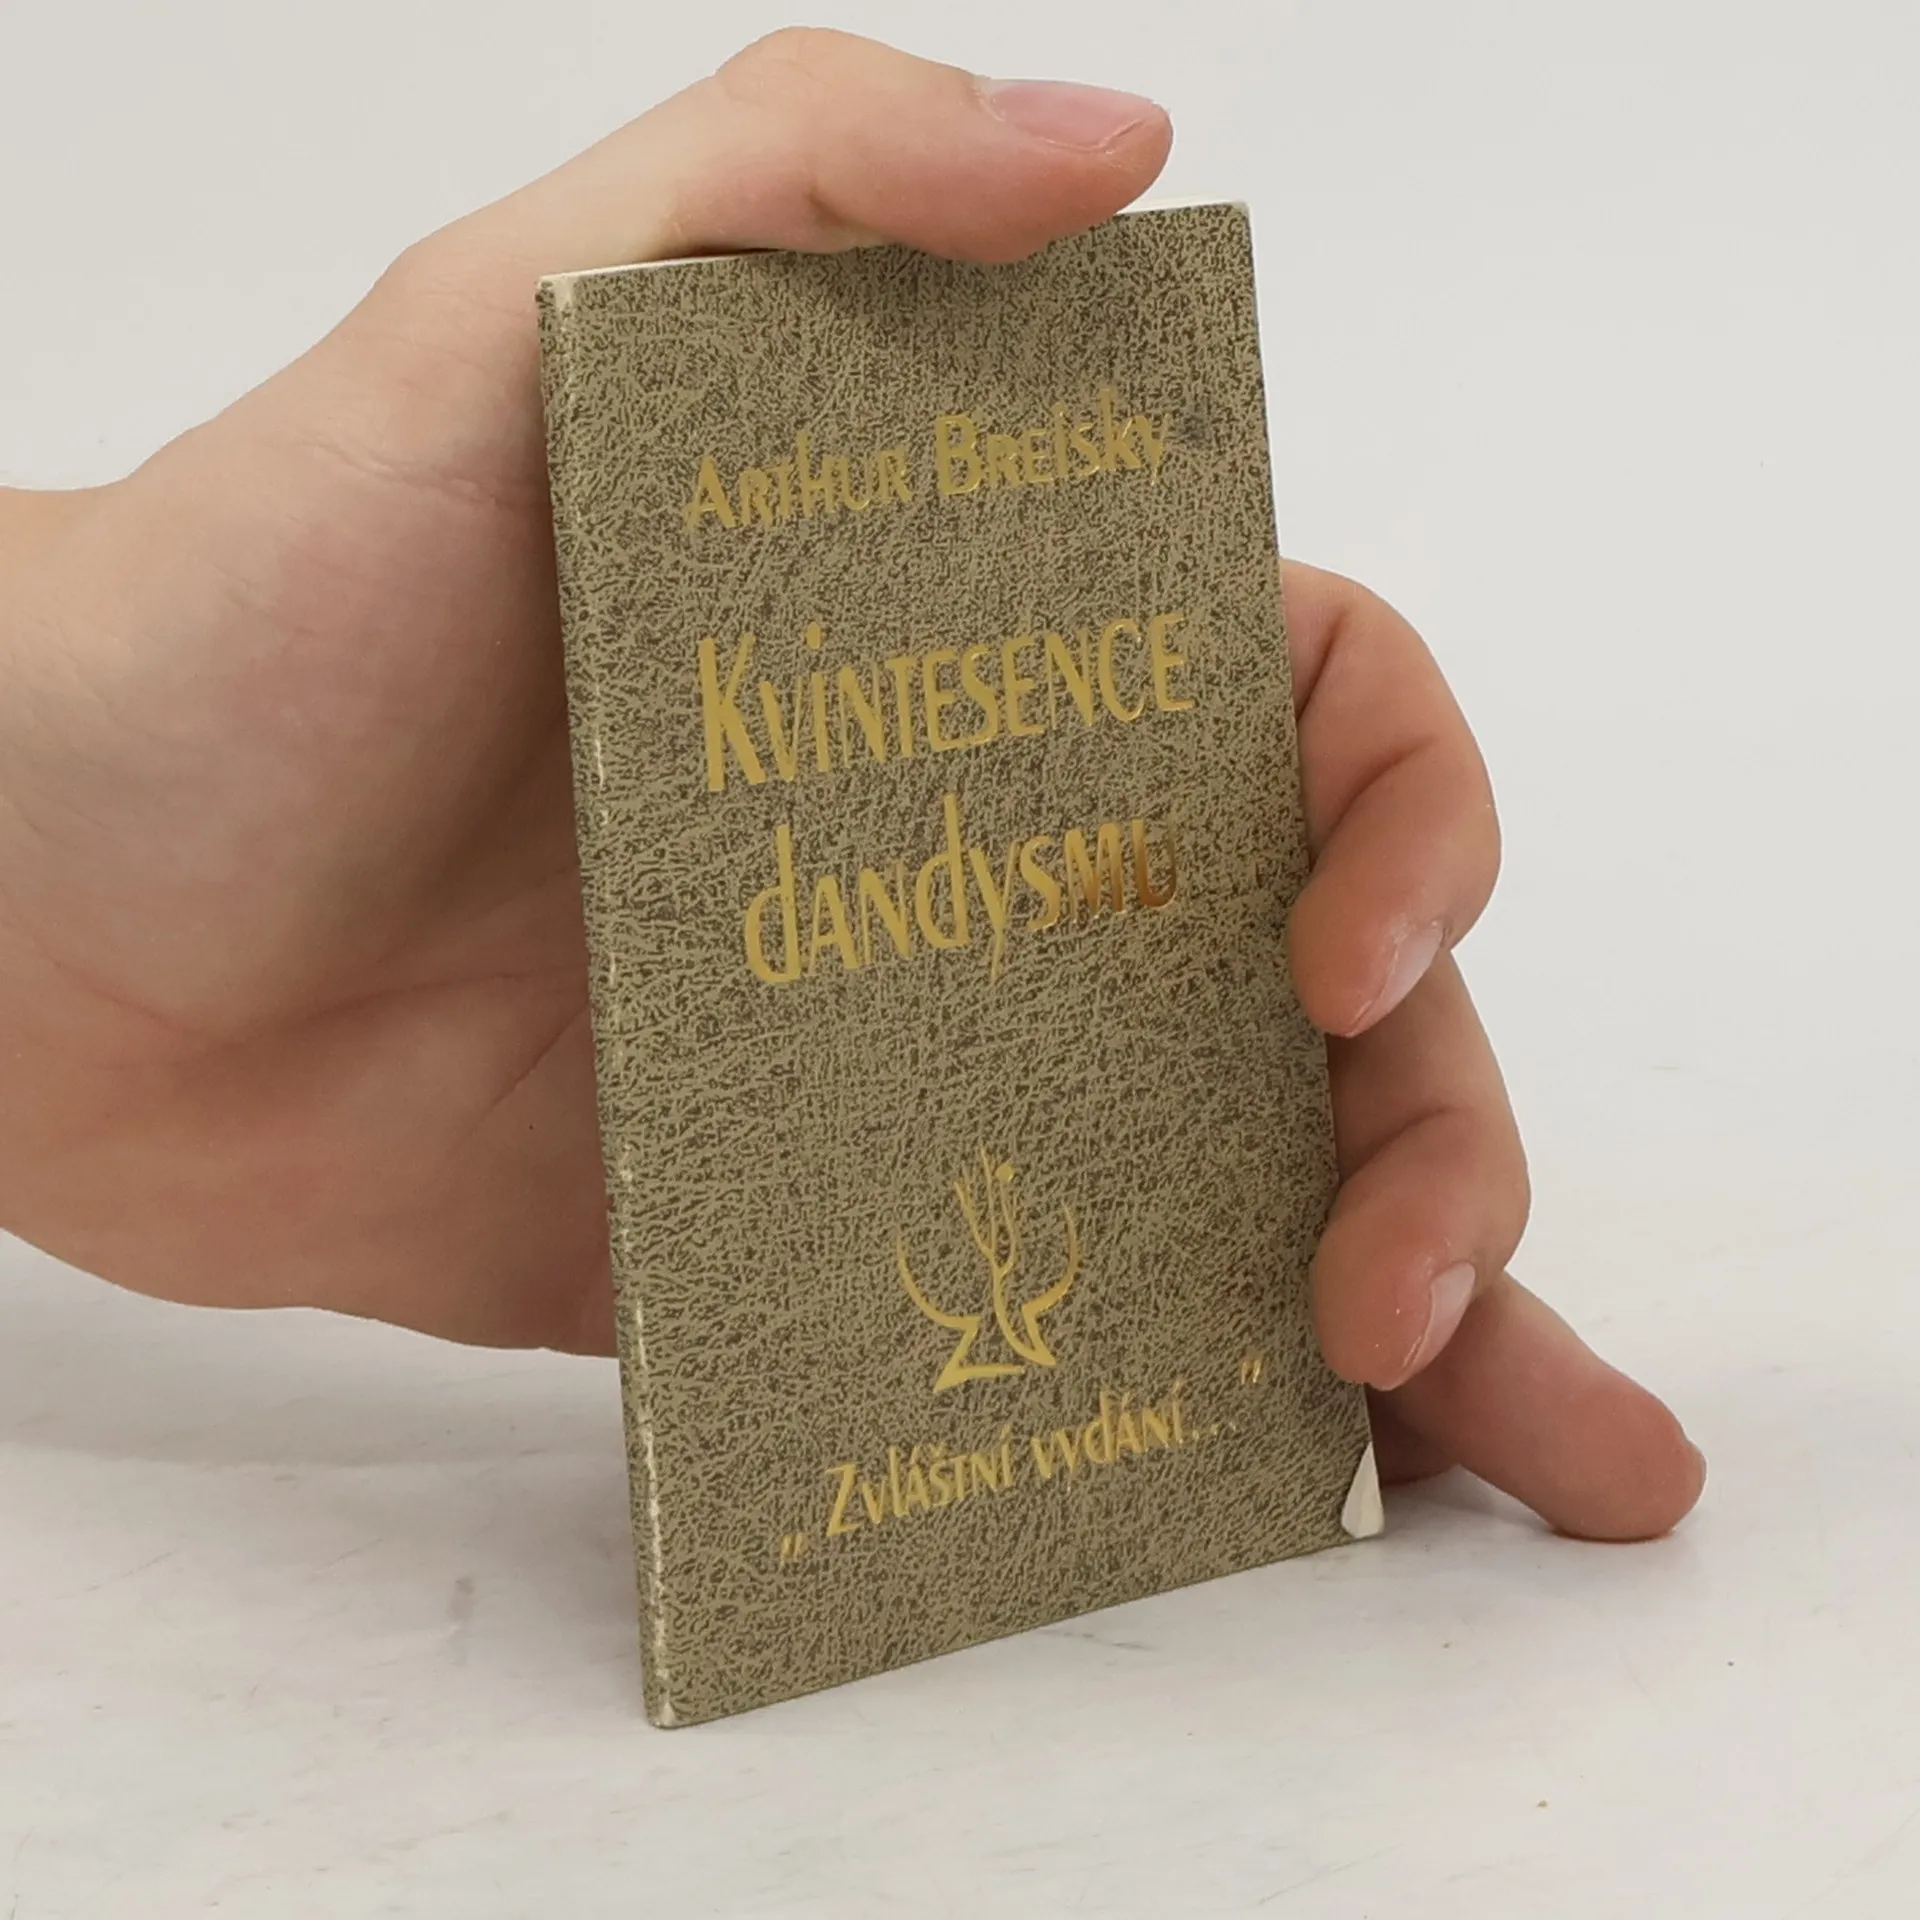 Arthur Breisky
Kvintesence
dandysmu
„Zvláštní vydání..."